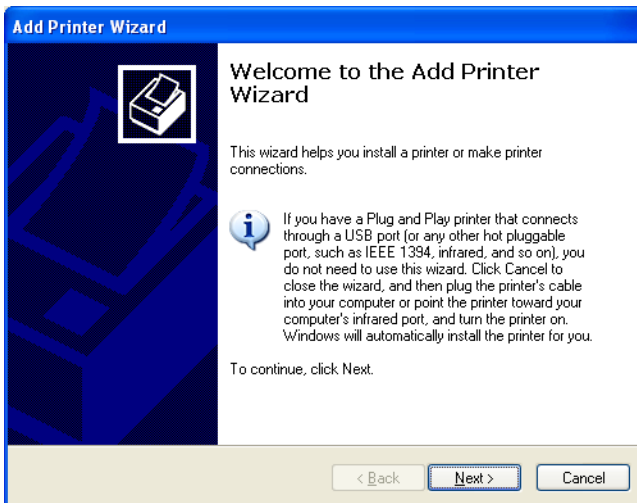 Add Printer Wizard
Welcome to the Add Printer
Wizard
This wizard helps you install a printer or make printer
connections.
If you have a Plug and Play printer that connects
through a USB port (or any other hot pluggable
port, such as IEEE 1394, infrared, and so on), you
do not need to use this wizard. Click Cancel to
close the wizard, and then plug the printer's cable
into your computer or point the printer toward your
computer's infrared port, and turn the printer on.
Windows will automatically install the printer for you.
To continue, click Next.
< Back Next > Cancel